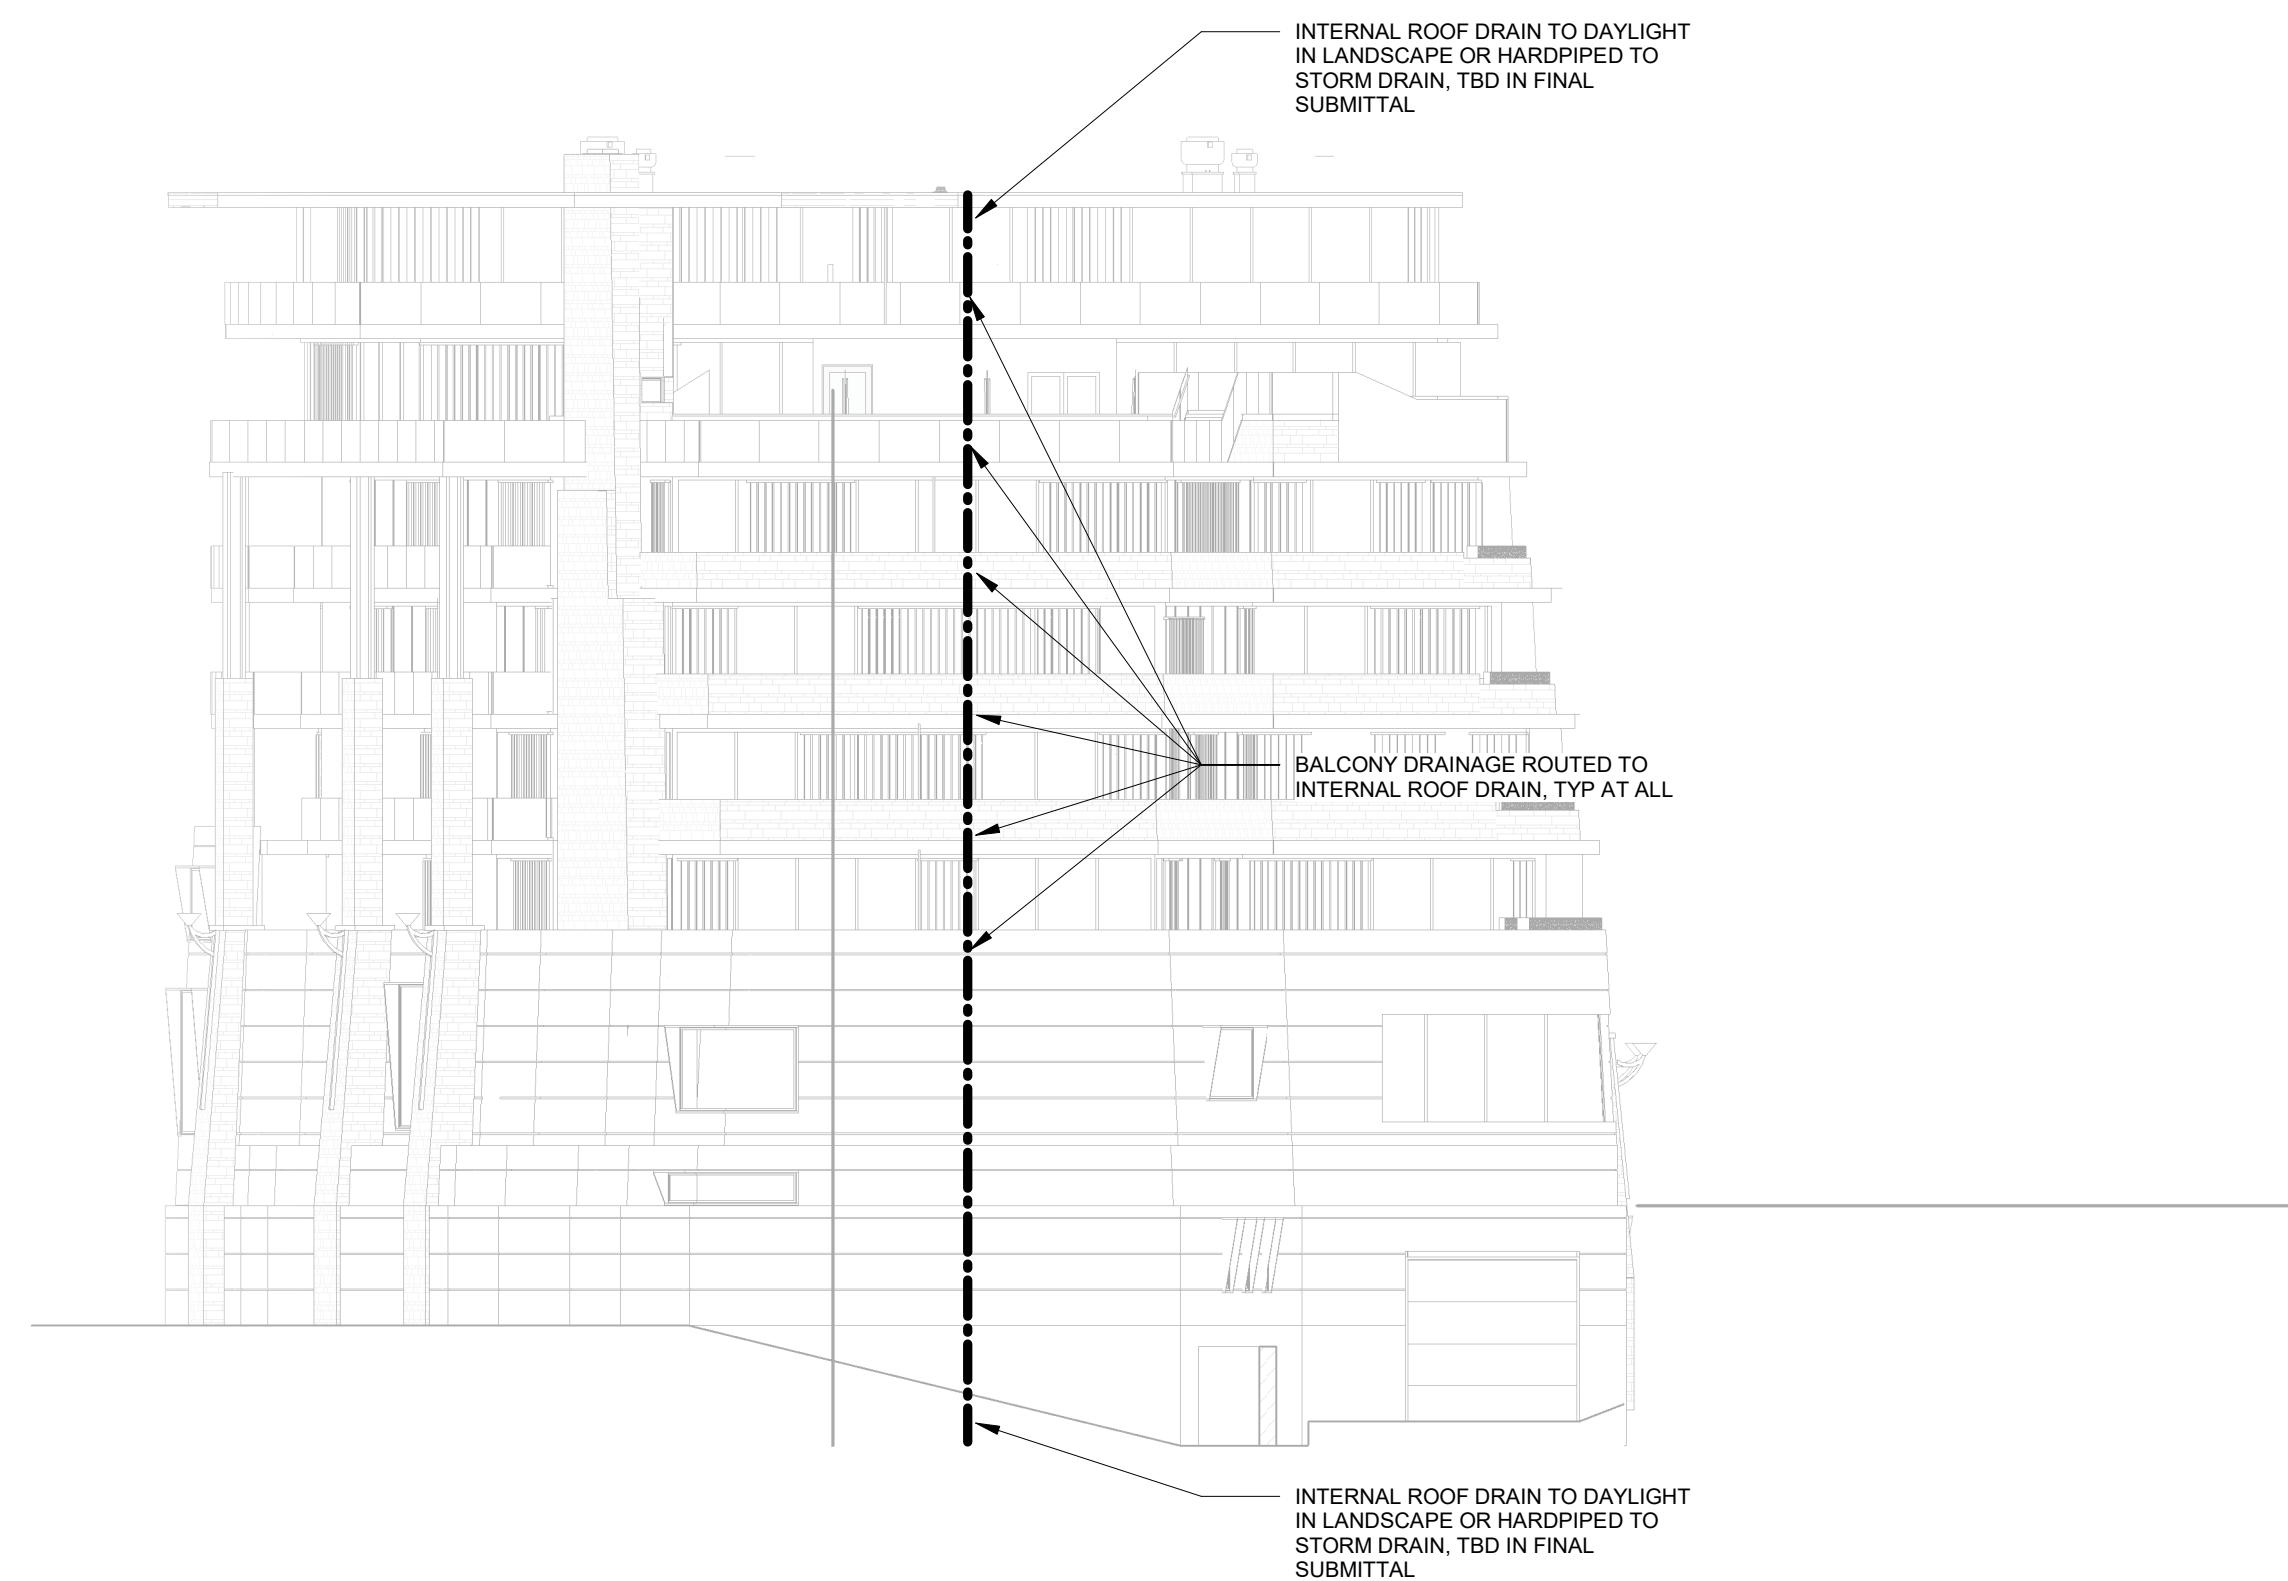 INTERNAL ROOF DRAIN TO DAYLIGHT
IN LANDSCAPE OR HARDPIPED TO
STORM DRAIN, TBD IN FINAL
SUBMITTAL
BALCONY DRAINAGE ROUTED TO
INTERNAL ROOF DRAIN, TYP AT ALL
INTERNAL ROOF DRAIN TO DAYLIGHT
IN LANDSCAPE OR HARDPIPED TO
STORM DRAIN, TBD IN FINAL
SUBMITTAL